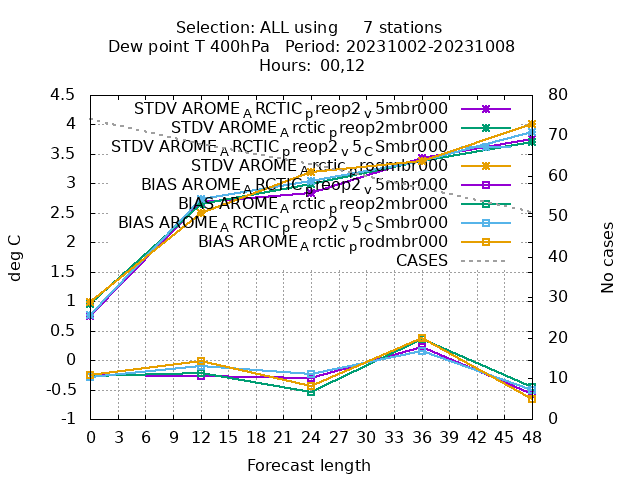 Selection: ALL using     7 stations
Dew point T 400hPa   Period: 20231002-20231008
Hours:  00,12
4.5
4
3.5
3
2.5
2
1.5
1
0.5
0
-0.5
-1
deg C
STDV AROME_ARCTIC_preop2_v5mbr000
STDV AROME_Arctic_preop2mbr000
STDV AROME_ARCTIC_preop2_v5_CSmbr000
STDV AROME_Arctic_prodmbr000
BIAS AROME_ARCTIC_preop2_v5mbr000
BIAS AROME_Arctic_preop2mbr000
BIAS AROME_ARCTIC_preop2_v5_CSmbr000
BIAS AROME_Arctic_prodmbr000
CASES
80
70
60
50
40
30
20
10
0
No cases
0 3 6 9 12 15 18 21 24 27 30 33 36 39 42 45 48
Forecast length